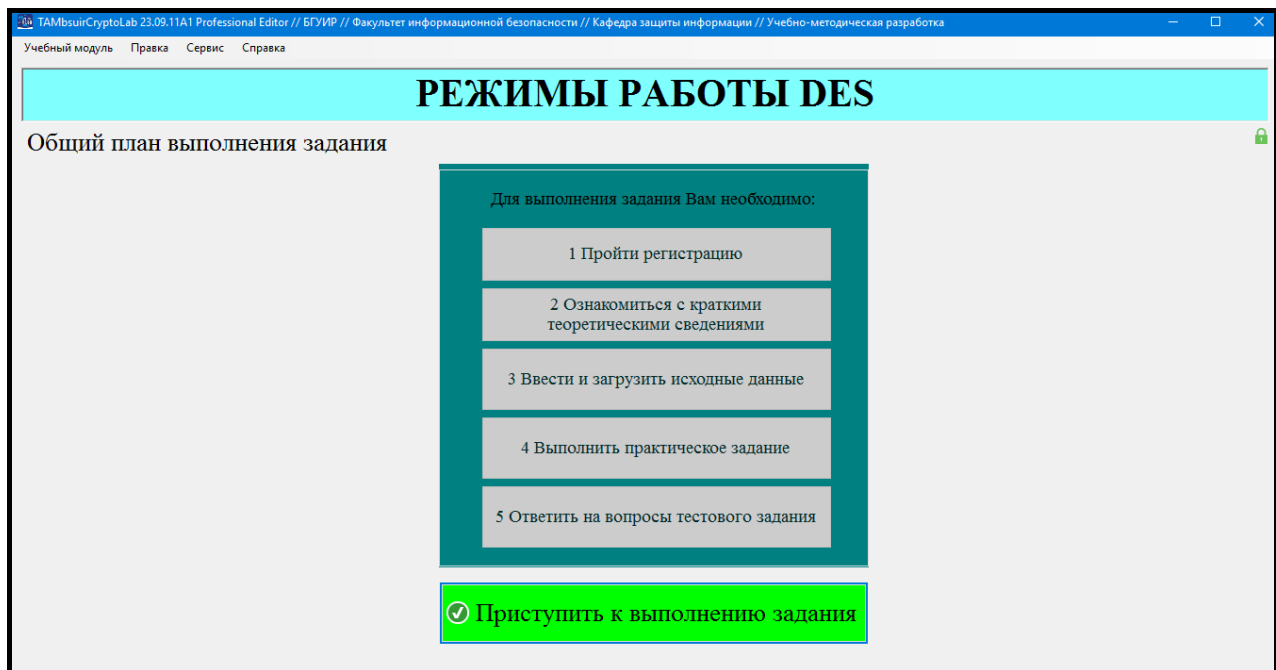 TAMbsuirCryptoLab 23.09.11A1 Professional Editor // БГУИР // Факультет информационной безопасности // Кафедра защиты информации // Учебно-методическая разработка
Учебный модуль Правка Сервис Справка
РЕЖИМЫ РАБОТЫ DES
Общий план выполнения задания
Для выполнения задания Вам необходимо:
1 Пройти регистрацию
2 Ознакомиться с краткими
теоретическими сведениями
3 Ввести и загрузить исходные данные
4 Выполнить практическое задание
5 Ответить на вопросы тестового задания
Приступить к выполнению задания